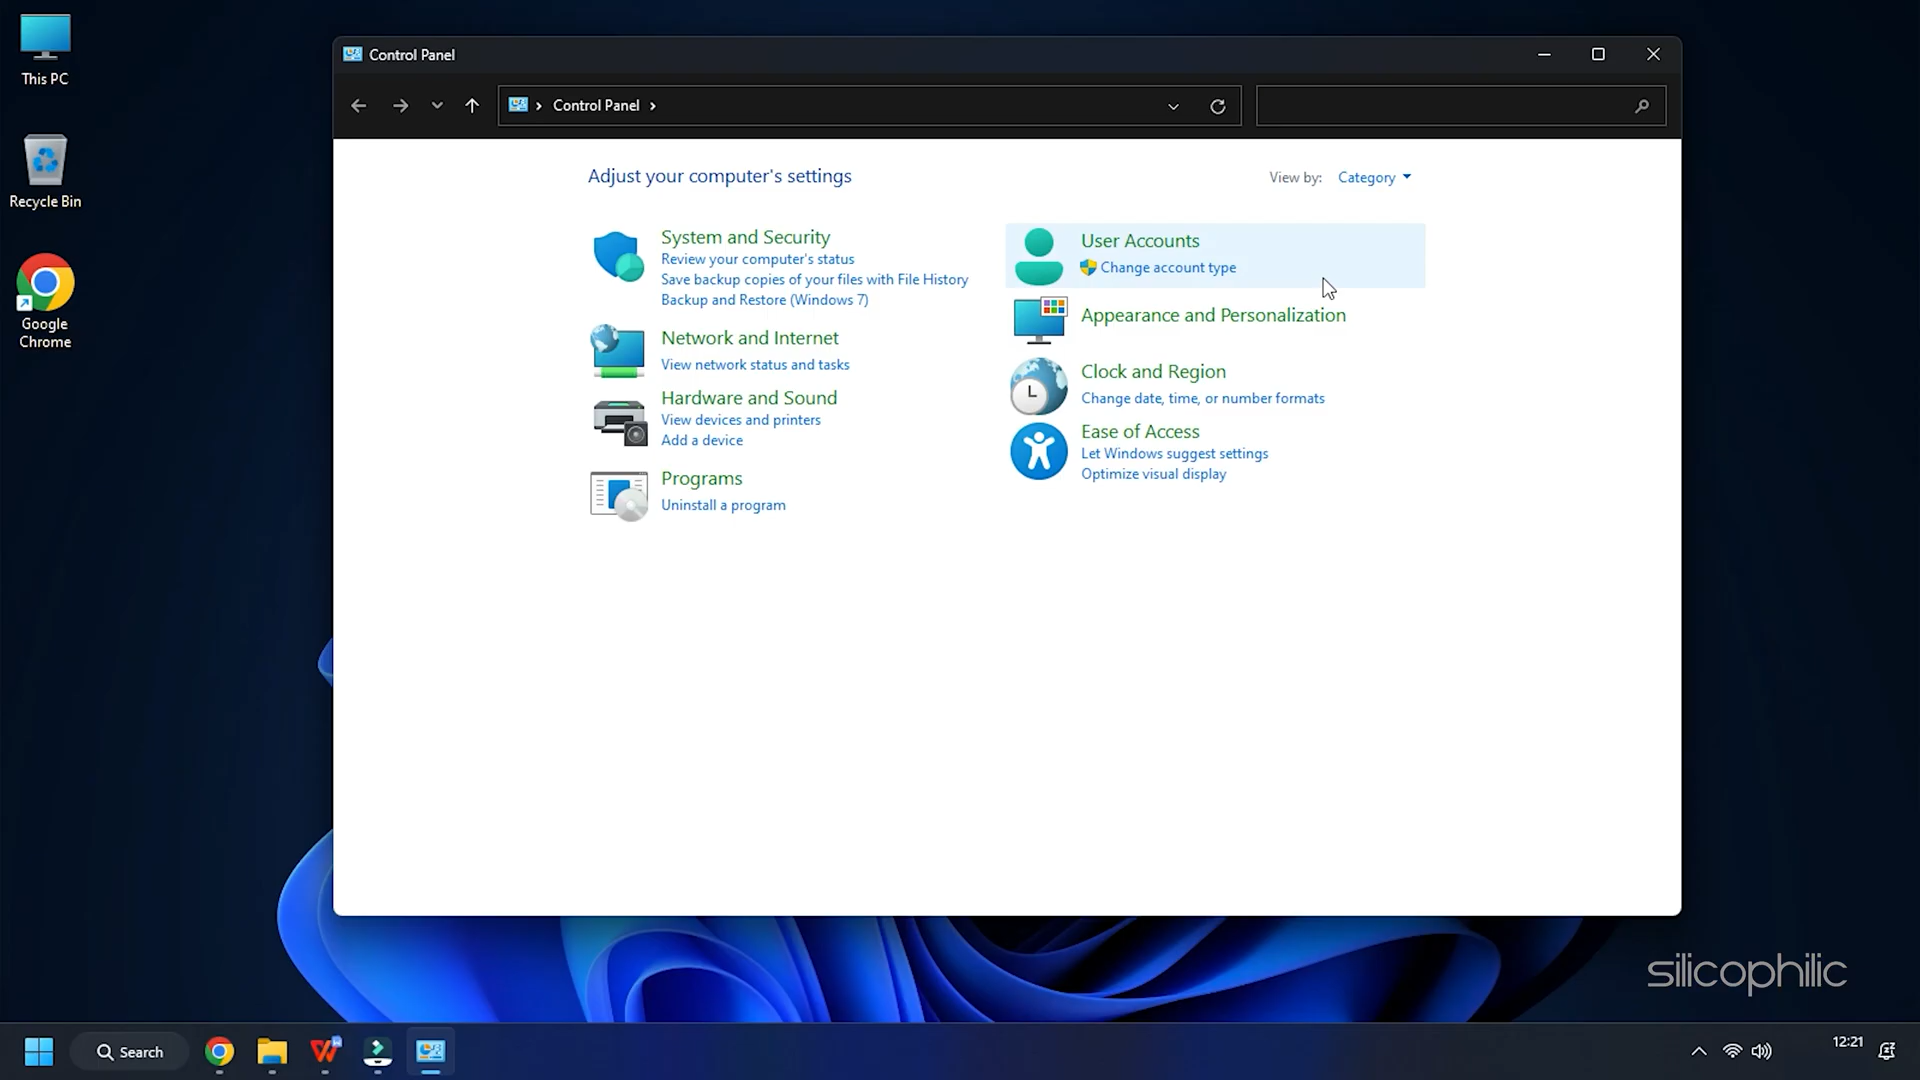 This PC
Recycle Bin
Google
Chrome
Control Panel
Control Panel
Adjust your computer's settings
View by: Category
System and Security
Review your computer's status
Save backup copies of your files with File History
Backup and Restore (Windows 7)
Network and Internet
View network status and tasks
Hardware and Sound
View devices and printers
Add a device
Programs
Uninstall a program
User Accounts
Change account type
Appearance and Personalization
Clock and Region
Change date, time, or number formats
Ease of Access
Let Windows suggest settings
Optimize visual display
silicophilic
Search
12:21